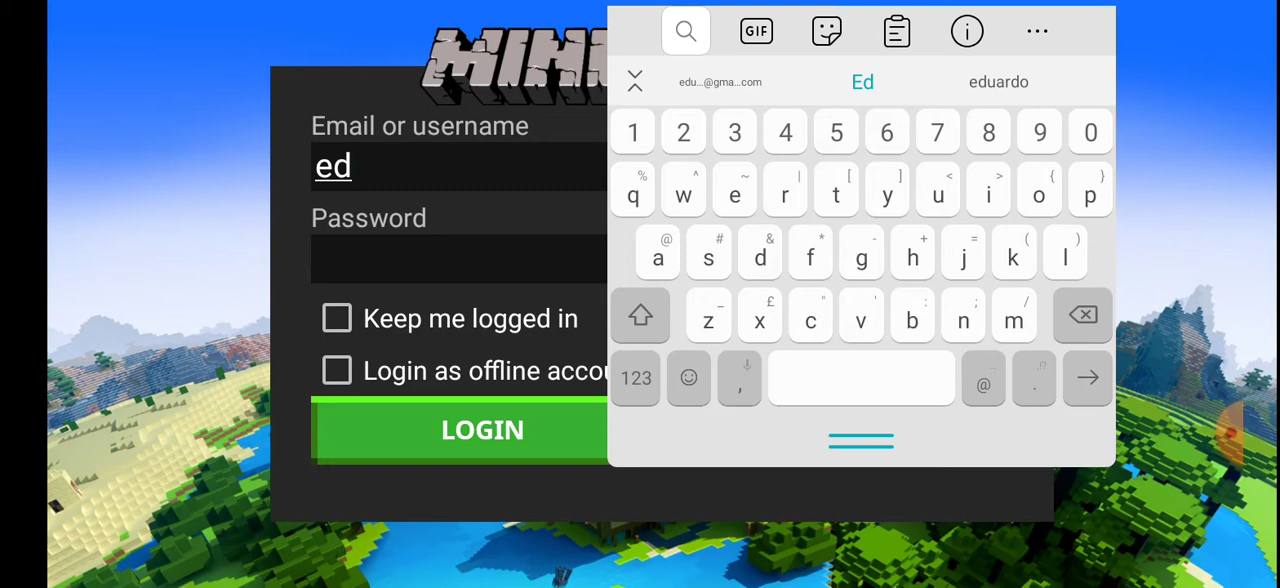 MIN
Email or username
ed
Password
Keep me logged in
Login as offline accou
LOGIN
GIF
edu...@gma...com Ed eduardo
1 2 3 4 5 6 7 8 9 0
% ^ ~ | [ ] < > { }
q w e r t y u i o p
@ # & * - + = ( )
a s d f g h j k l
_ £ " ' : ; /
z x c v b n m
123 , @ . !?